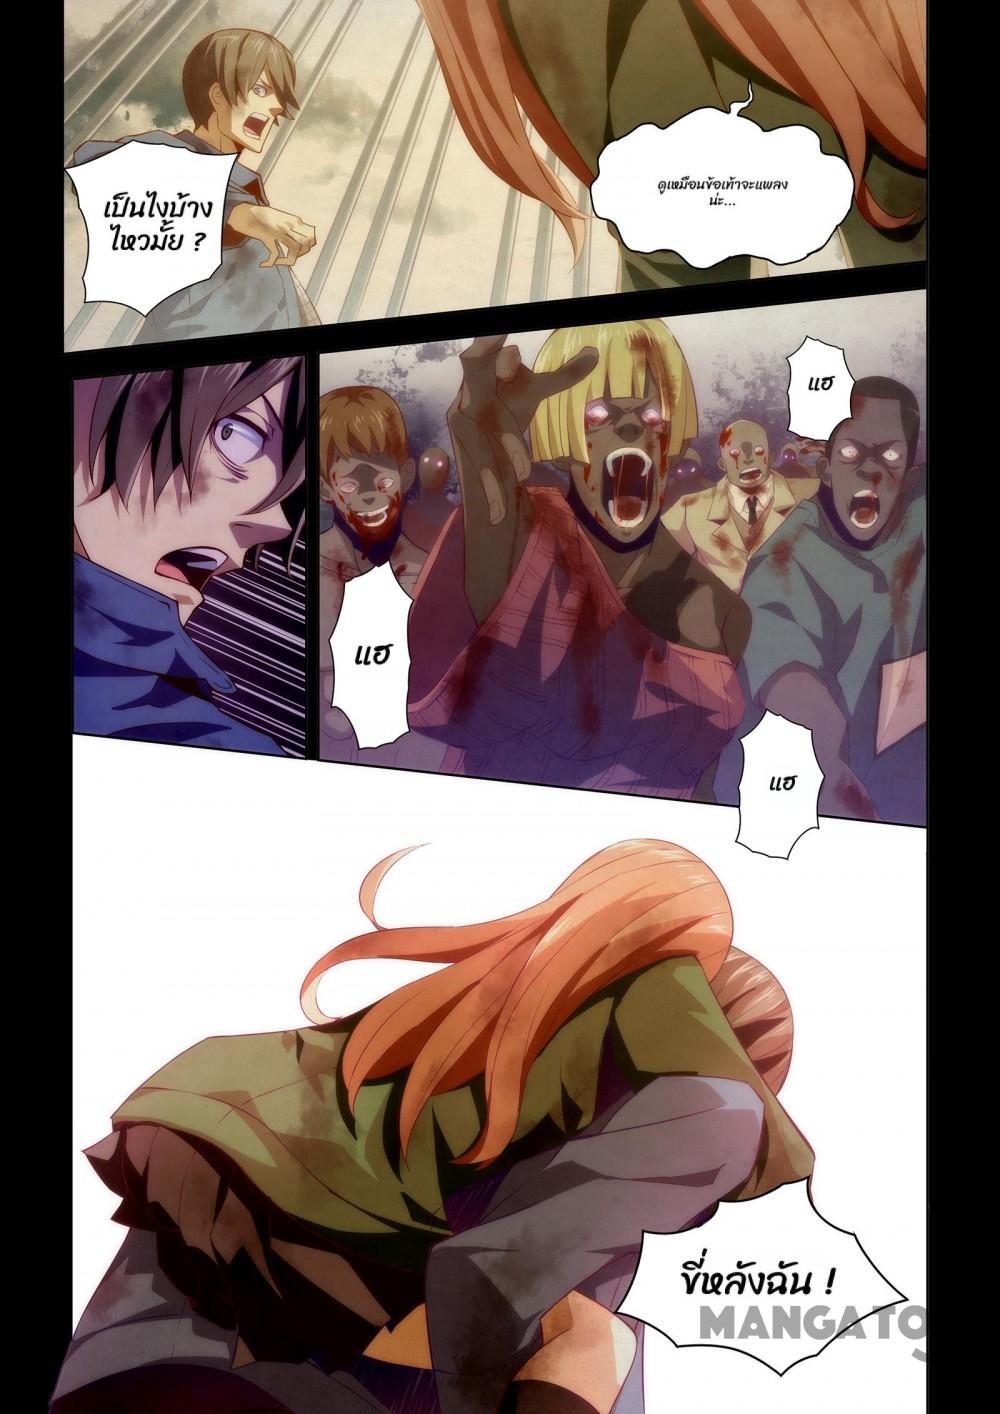 เป็นไงบ้าง
ไหวมั้ย ?
ดูเหมือนข้อเท้าจะแพลง
น่ะ...
แฮ
แฮ
แฮ
ขี่หลังฉัน !
MANGATO